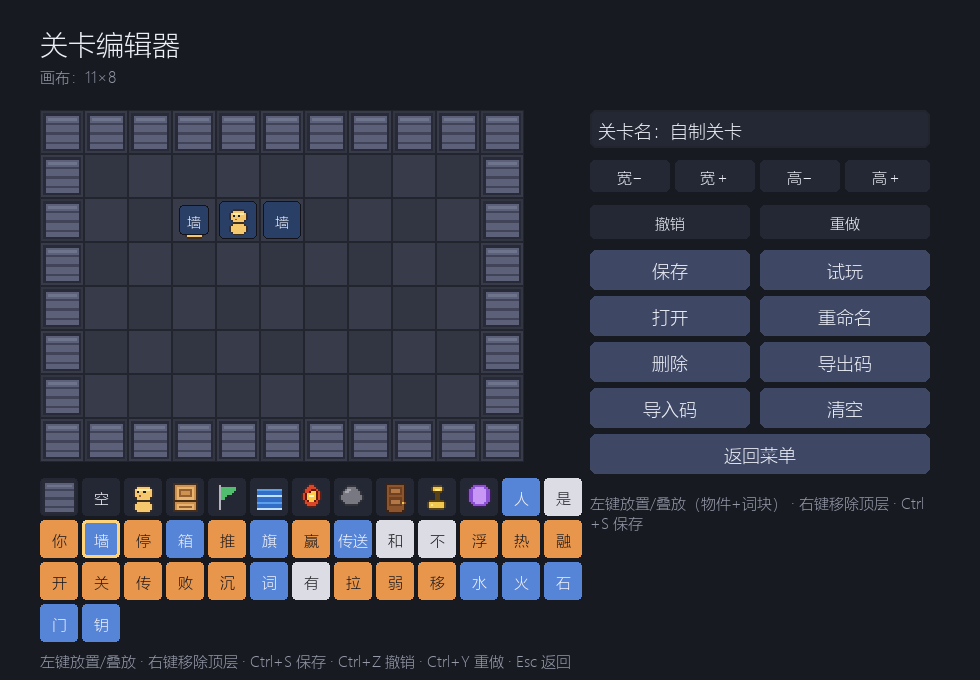 关卡编辑器
画布: 11×8
关卡名: 自制关卡
宽− 宽+ 高− 高+
撤销 重做
墙 墙
保存 试玩
打开 重命名
删除 导出码
导入码 清空
返回菜单
空 人 是
左键放置/叠放（物件+词块） · 右键移除顶层 · Ctrl
+S 保存
你 墙 停 箱 推 旗 赢 传送 和 不 浮 热 融
开 关 传 败 沉 词 有 拉 弱 移 水 火 石
门 钥
左键放置/叠放 · 右键移除顶层 · Ctrl+S 保存 · Ctrl+Z 撤销 · Ctrl+Y 重做 · Esc 返回